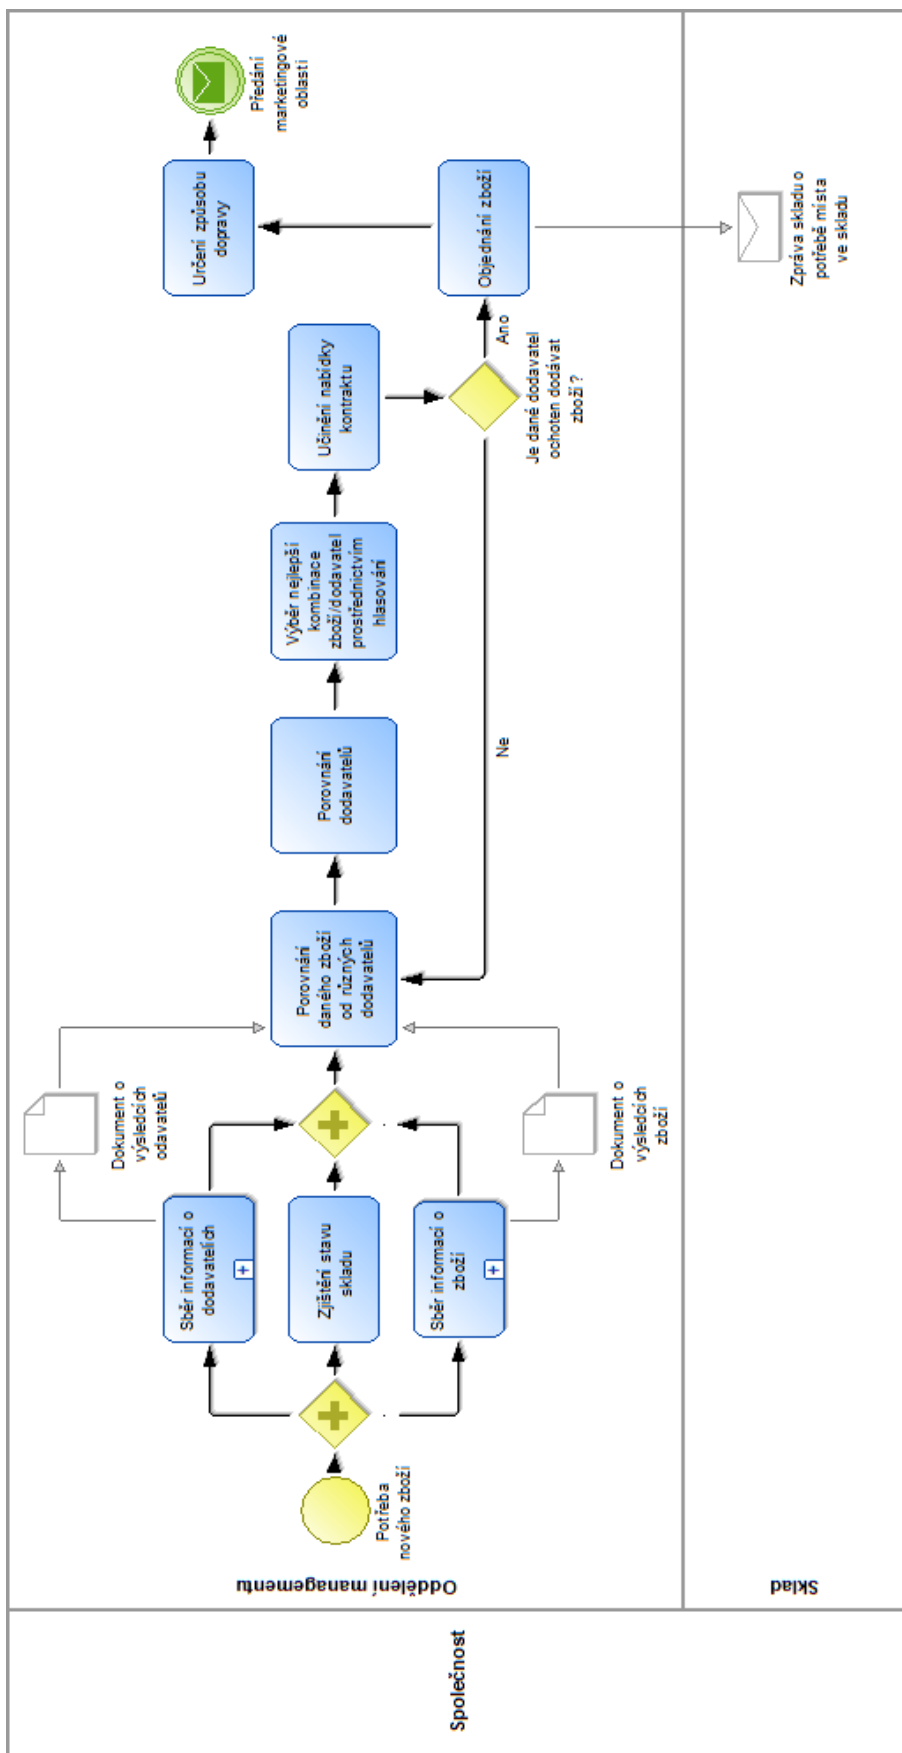 Společnost
Oddělení managementu
Sklad
Potřeba
nového zboží
Sběr informací o
dodavatelích
Zjištění stavu
skladu
Sběr informací o
zboží
Dokument o
výsledcích
odavatelů
Dokument o
výsledcích
zboží
Porovnání
daného zboží
od různých
dodavatelů
Porovnání
dodavatelů
Výběr nejlepší
kombinace
zboží/dodavatel
prostřednictvím
hlasování
Učinění nabídky
kontraktu
Je dané dodavatel
ochoten dodávat
zboží ?
Ne
Ano
Objednání zboží
Určení způsobu
dopravy
Předání
marketingové
oblasti
Zpráva skladu o
potřebě místa
ve skladu